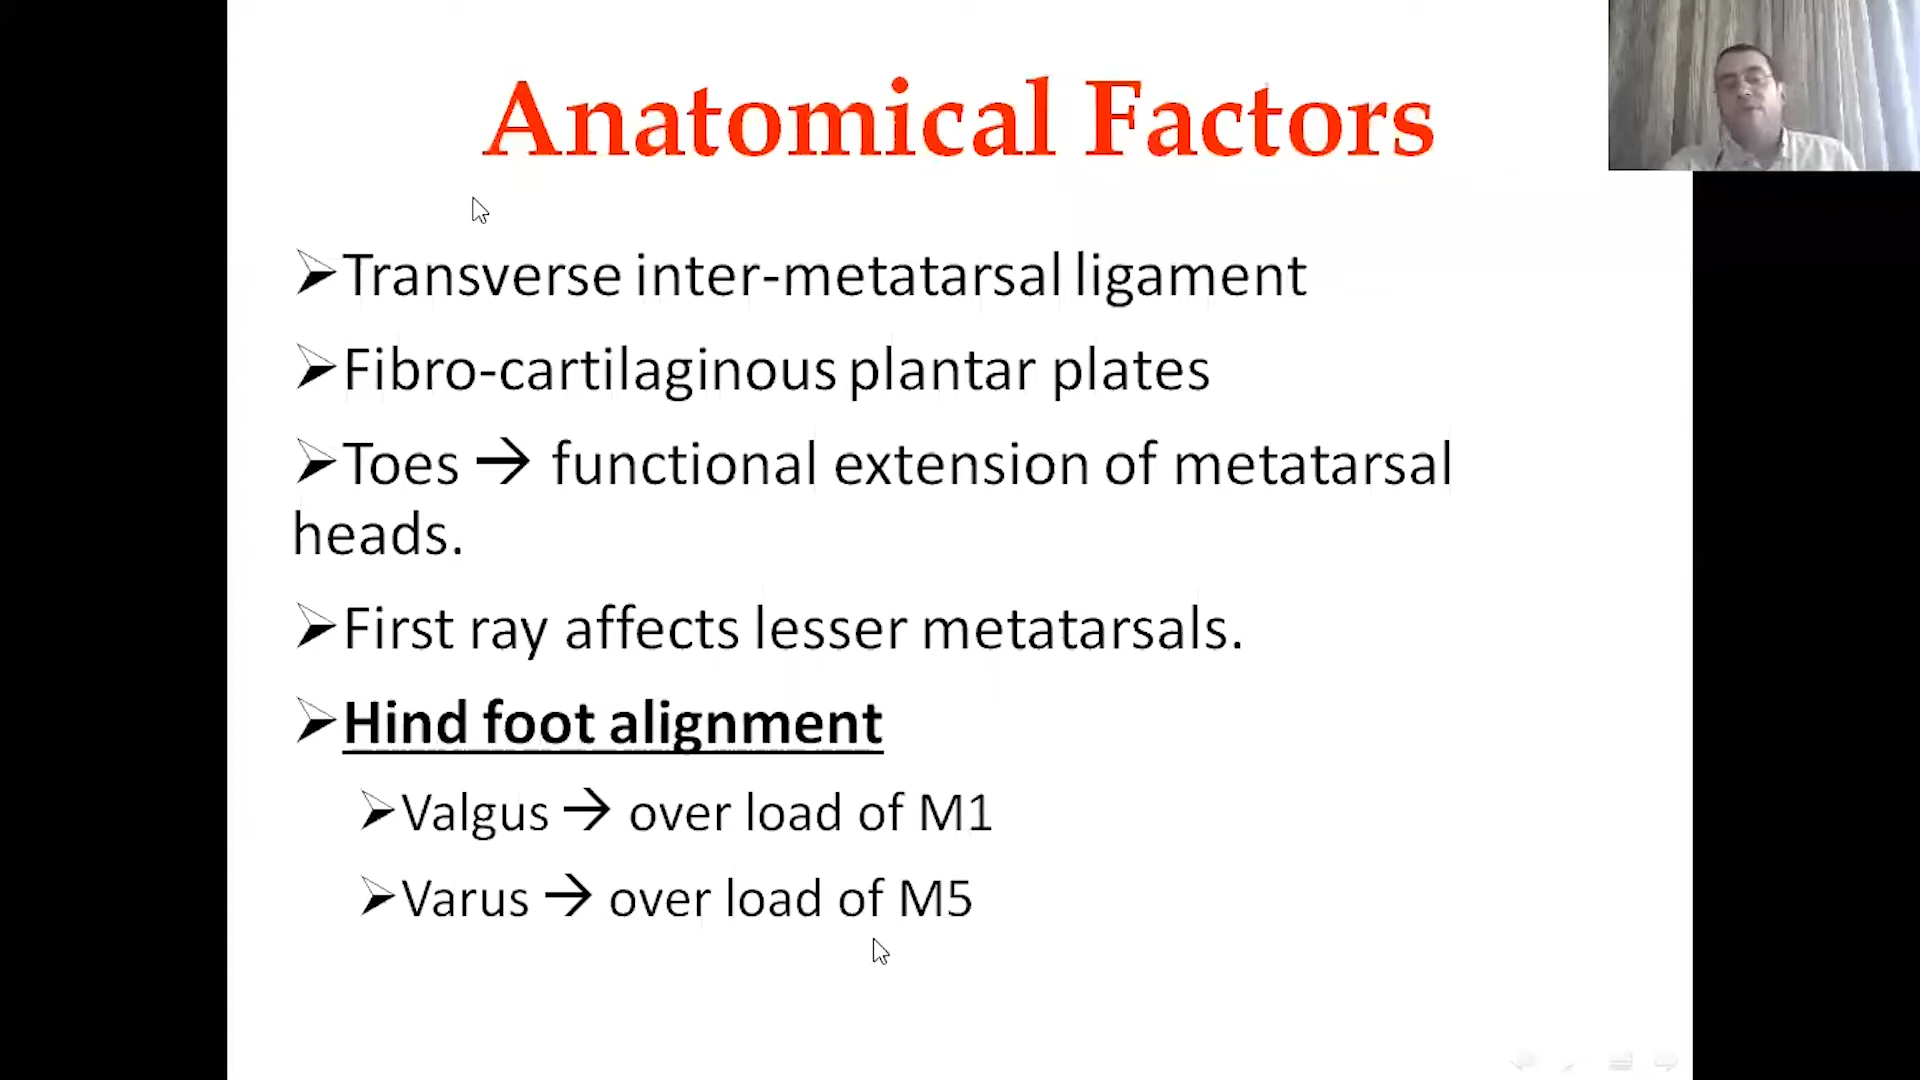 Anatomical Factors
➢Transverse inter-metatarsal ligament
➢Fibro-cartilaginous plantar plates
➢Toes → functional extension of metatarsal
heads.
➢First ray affects lesser metatarsals.
➢Hind foot alignment
➢Valgus → over load of M1
➢Varus → over load of M5